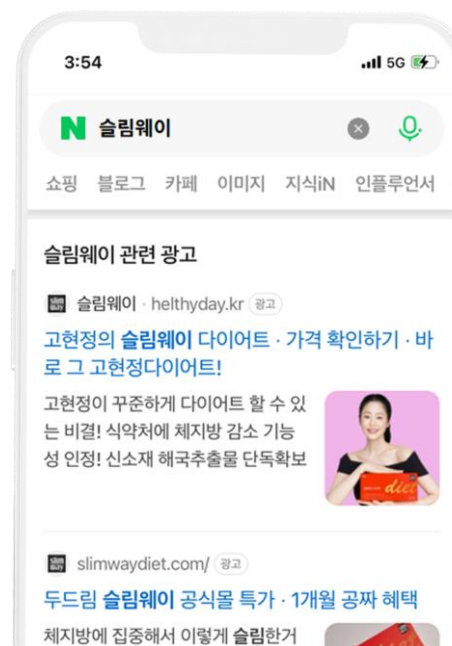 3:54
5G
N 슬림웨이
쇼핑 블로그 카페 이미지 지식iN 인플루언서
슬림웨이 관련 광고
slim way 슬림웨이 · helthyday.kr 광고
고현정의 슬림웨이 다이어트 · 가격 확인하기 · 바
로 그 고현정다이어트!
고현정이 꾸준하게 다이어트 할 수 있
는 비결! 식약처에 체지방 감소 기능
성 인정! 신소재 해국추출물 단독확보
diet
slim way slimwaydiet.com/ 광고
두드림 슬림웨이 공식몰 특가 · 1개월 공짜 혜택
체지방에 집중해서 이렇게 슬림한거